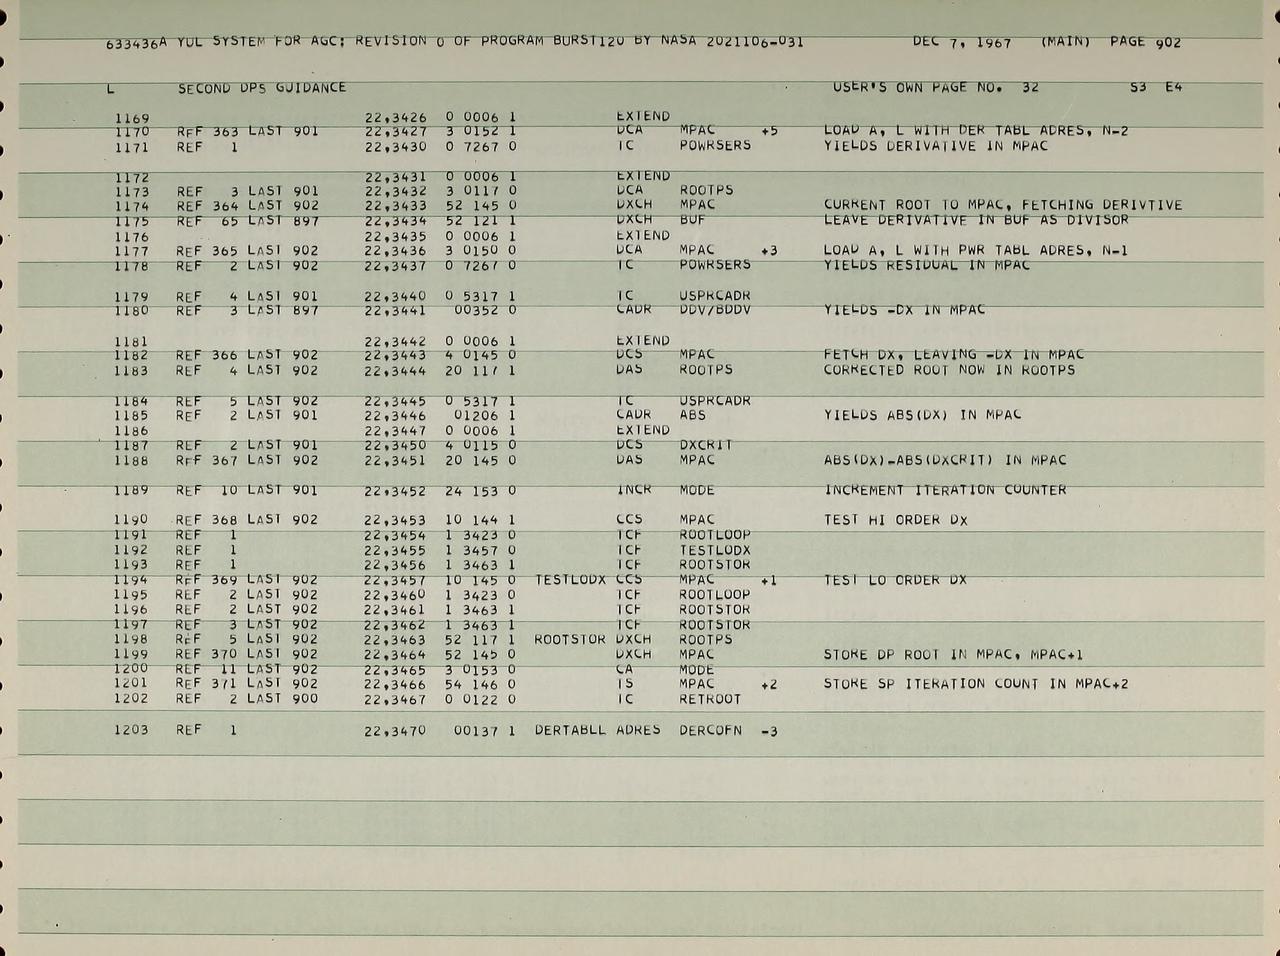 633436A YUL SYSTEM FOR AGC: REVISION 0 OF PROGRAM BURST120 BY NASA 2021106-031 DEC 7, 1967 (MAIN) PAGE 902
L SECOND DPS GUIDANCE USER'S OWN PAGE NO. 32 S3 E4
1169 22,3426 0 0006 1 EXTEND
1170 REF 363 LAST 901 22,3427 3 0152 1 DCA MPAC +5 LOAD A, L WITH DER TABL ADRES, N-2
1171 REF 1 22,3430 0 7267 0 TC POWRSERS YIELDS DERIVATIVE IN MPAC
1172 22,3431 0 0006 1 EXTEND
1173 REF 3 LAST 901 22,3432 3 0117 0 DCA ROOTPS
1174 REF 364 LAST 902 22,3433 52 145 0 DXCH MPAC CURRENT ROOT TO MPAC, FETCHING DERIVTIVE
1175 REF 65 LAST 897 22,3434 52 121 1 DXCH BUF LEAVE DERIVATIVE IN BUF AS DIVISOR
1176 22,3435 0 0006 1 EXTEND
1177 REF 365 LAST 902 22,3436 3 0150 0 DCA MPAC +3 LOAD A, L WITH PWR TABL ADRES, N-1
1178 REF 2 LAST 902 22,3437 0 7267 0 TC POWRSERS YIELDS RESIDUAL IN MPAC
1179 REF 4 LAST 901 22,3440 0 5317 1 TC USPRCADR
1180 REF 3 LAST 897 22,3441 00352 0 CADR DDV/BDDV YIELDS -DX IN MPAC
1181 22,3442 0 0006 1 EXTEND
1182 REF 366 LAST 902 22,3443 4 0145 0 DCS MPAC FETCH DX, LEAVING -DX IN MPAC
1183 REF 4 LAST 902 22,3444 20 117 1 DAS ROOTPS CORRECTED ROOT NOW IN ROOTPS
1184 REF 5 LAST 902 22,3445 0 5317 1 TC USPRCADR
1185 REF 2 LAST 901 22,3446 01206 1 CADR ABS YIELDS ABS(DX) IN MPAC
1186 22,3447 0 0006 1 EXTEND
1187 REF 2 LAST 901 22,3450 4 0115 0 DCS DXCRIT
1188 REF 367 LAST 902 22,3451 20 145 0 DAS MPAC ABS(DX)-ABS(DXCRIT) IN MPAC
1189 REF 10 LAST 901 22,3452 24 153 0 INCR MODE INCREMENT ITERATION COUNTER
1190 REF 368 LAST 902 22,3453 10 144 1 CCS MPAC TEST HI ORDER DX
1191 REF 1 22,3454 1 3423 0 TCF ROOTLOOP
1192 REF 1 22,3455 1 3457 0 TCF TESTLODX
1193 REF 1 22,3456 1 3463 1 TCF ROOTSTOR
1194 REF 369 LAST 902 22,3457 10 145 0 TESTLODX CCS MPAC +1 TEST LO ORDER DX
1195 REF 2 LAST 902 22,3460 1 3423 0 TCF ROOTLOOP
1196 REF 2 LAST 902 22,3461 1 3463 1 TCF ROOTSTOR
1197 REF 3 LAST 902 22,3462 1 3463 1 TCF ROOTSTOR
1198 REF 5 LAST 902 22,3463 52 117 1 ROOTSTOR DXCH ROOTPS
1199 REF 370 LAST 902 22,3464 52 145 0 DXCH MPAC STORE DP ROOT IN MPAC, MPAC+1
1200 REF 11 LAST 902 22,3465 3 0153 0 CA MODE
1201 REF 371 LAST 902 22,3466 54 146 0 TS MPAC +2 STORE SP ITERATION COUNT IN MPAC+2
1202 REF 2 LAST 900 22,3467 0 0122 0 TC RETROOT
1203 REF 1 22,3470 00137 1 DERTABLL ADRES DERCOFN -3